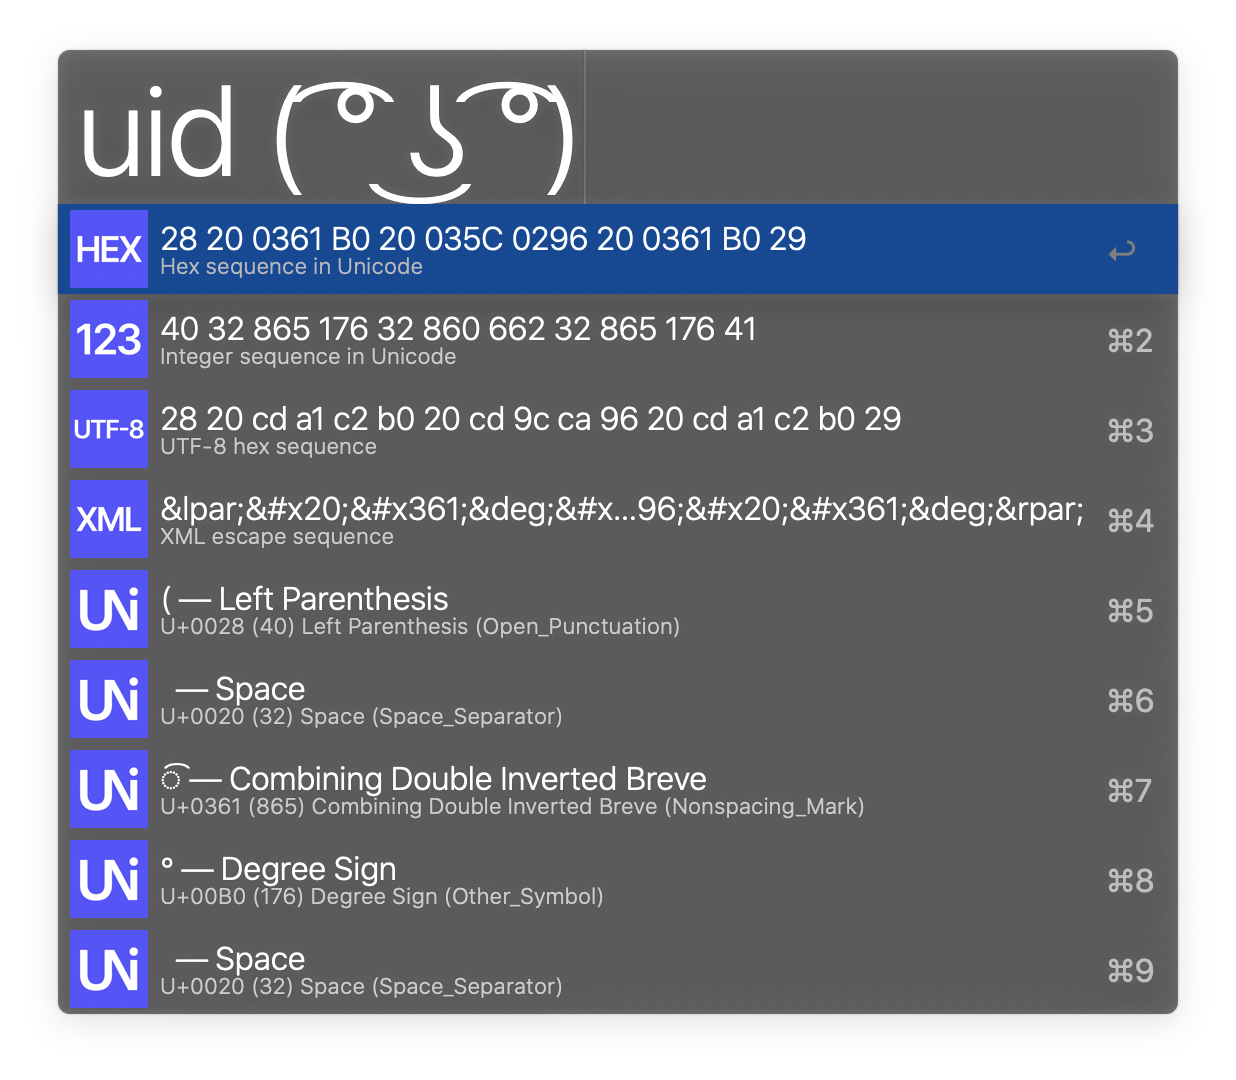 uid ( ͡° ͜ʖ ͡°)
HEX
28 20 0361 B0 20 035C 0296 20 0361 B0 29
Hex sequence in Unicode
123
40 32 865 176 32 860 662 32 865 176 41
⌘2
Integer sequence in Unicode
UTF-8
28 20 cd a1 c2 b0 20 cd 9c ca 96 20 cd a1 c2 b0 29
⌘3
UTF-8 hex sequence
XML
&lpar;&#x20;&#x361;&deg;&#x...96;&#x20;&#x361;&deg;&rpar;
⌘4
XML escape sequence
UNi
( — Left Parenthesis
⌘5
U+0028 (40) Left Parenthesis (Open_Punctuation)
UNi
— Space
⌘6
U+0020 (32) Space (Space_Separator)
UNi
◌͡ — Combining Double Inverted Breve
⌘7
U+0361 (865) Combining Double Inverted Breve (Nonspacing_Mark)
UNi
° — Degree Sign
⌘8
U+00B0 (176) Degree Sign (Other_Symbol)
UNi
— Space
⌘9
U+0020 (32) Space (Space_Separator)